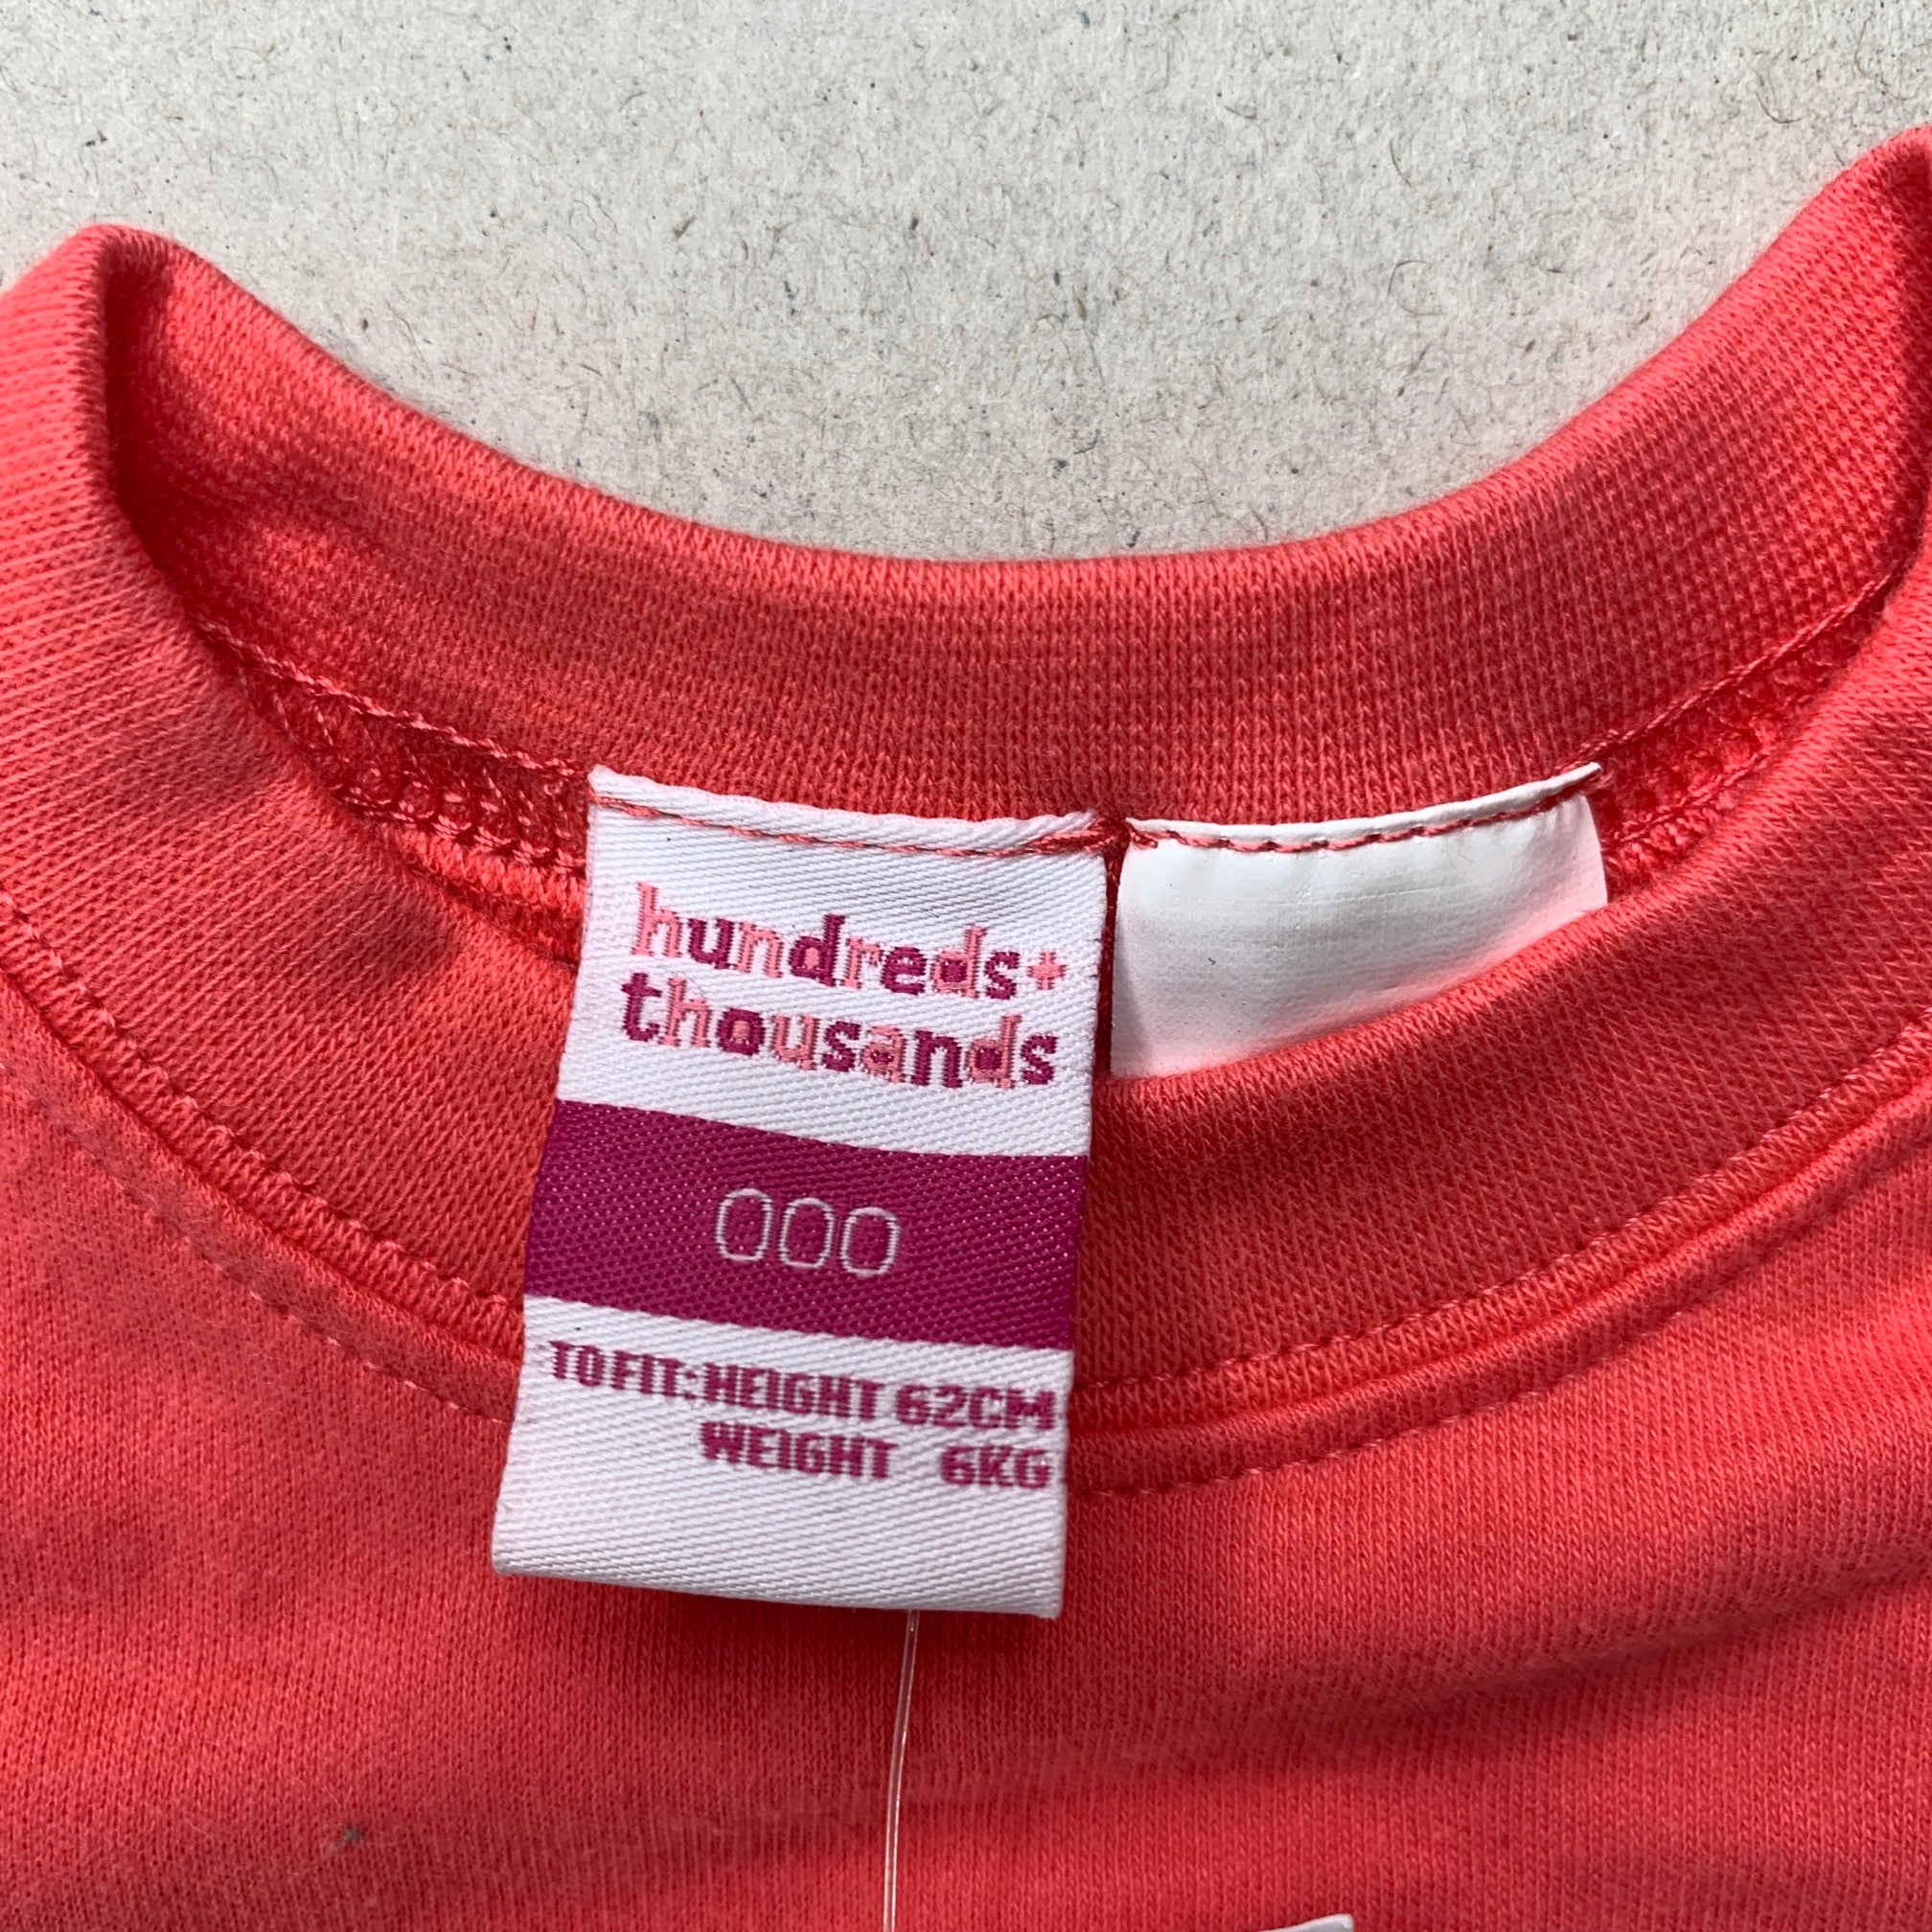 hundreds+
thousands
000
TO FIT: HEIGHT 62CM
WEIGHT 6KG